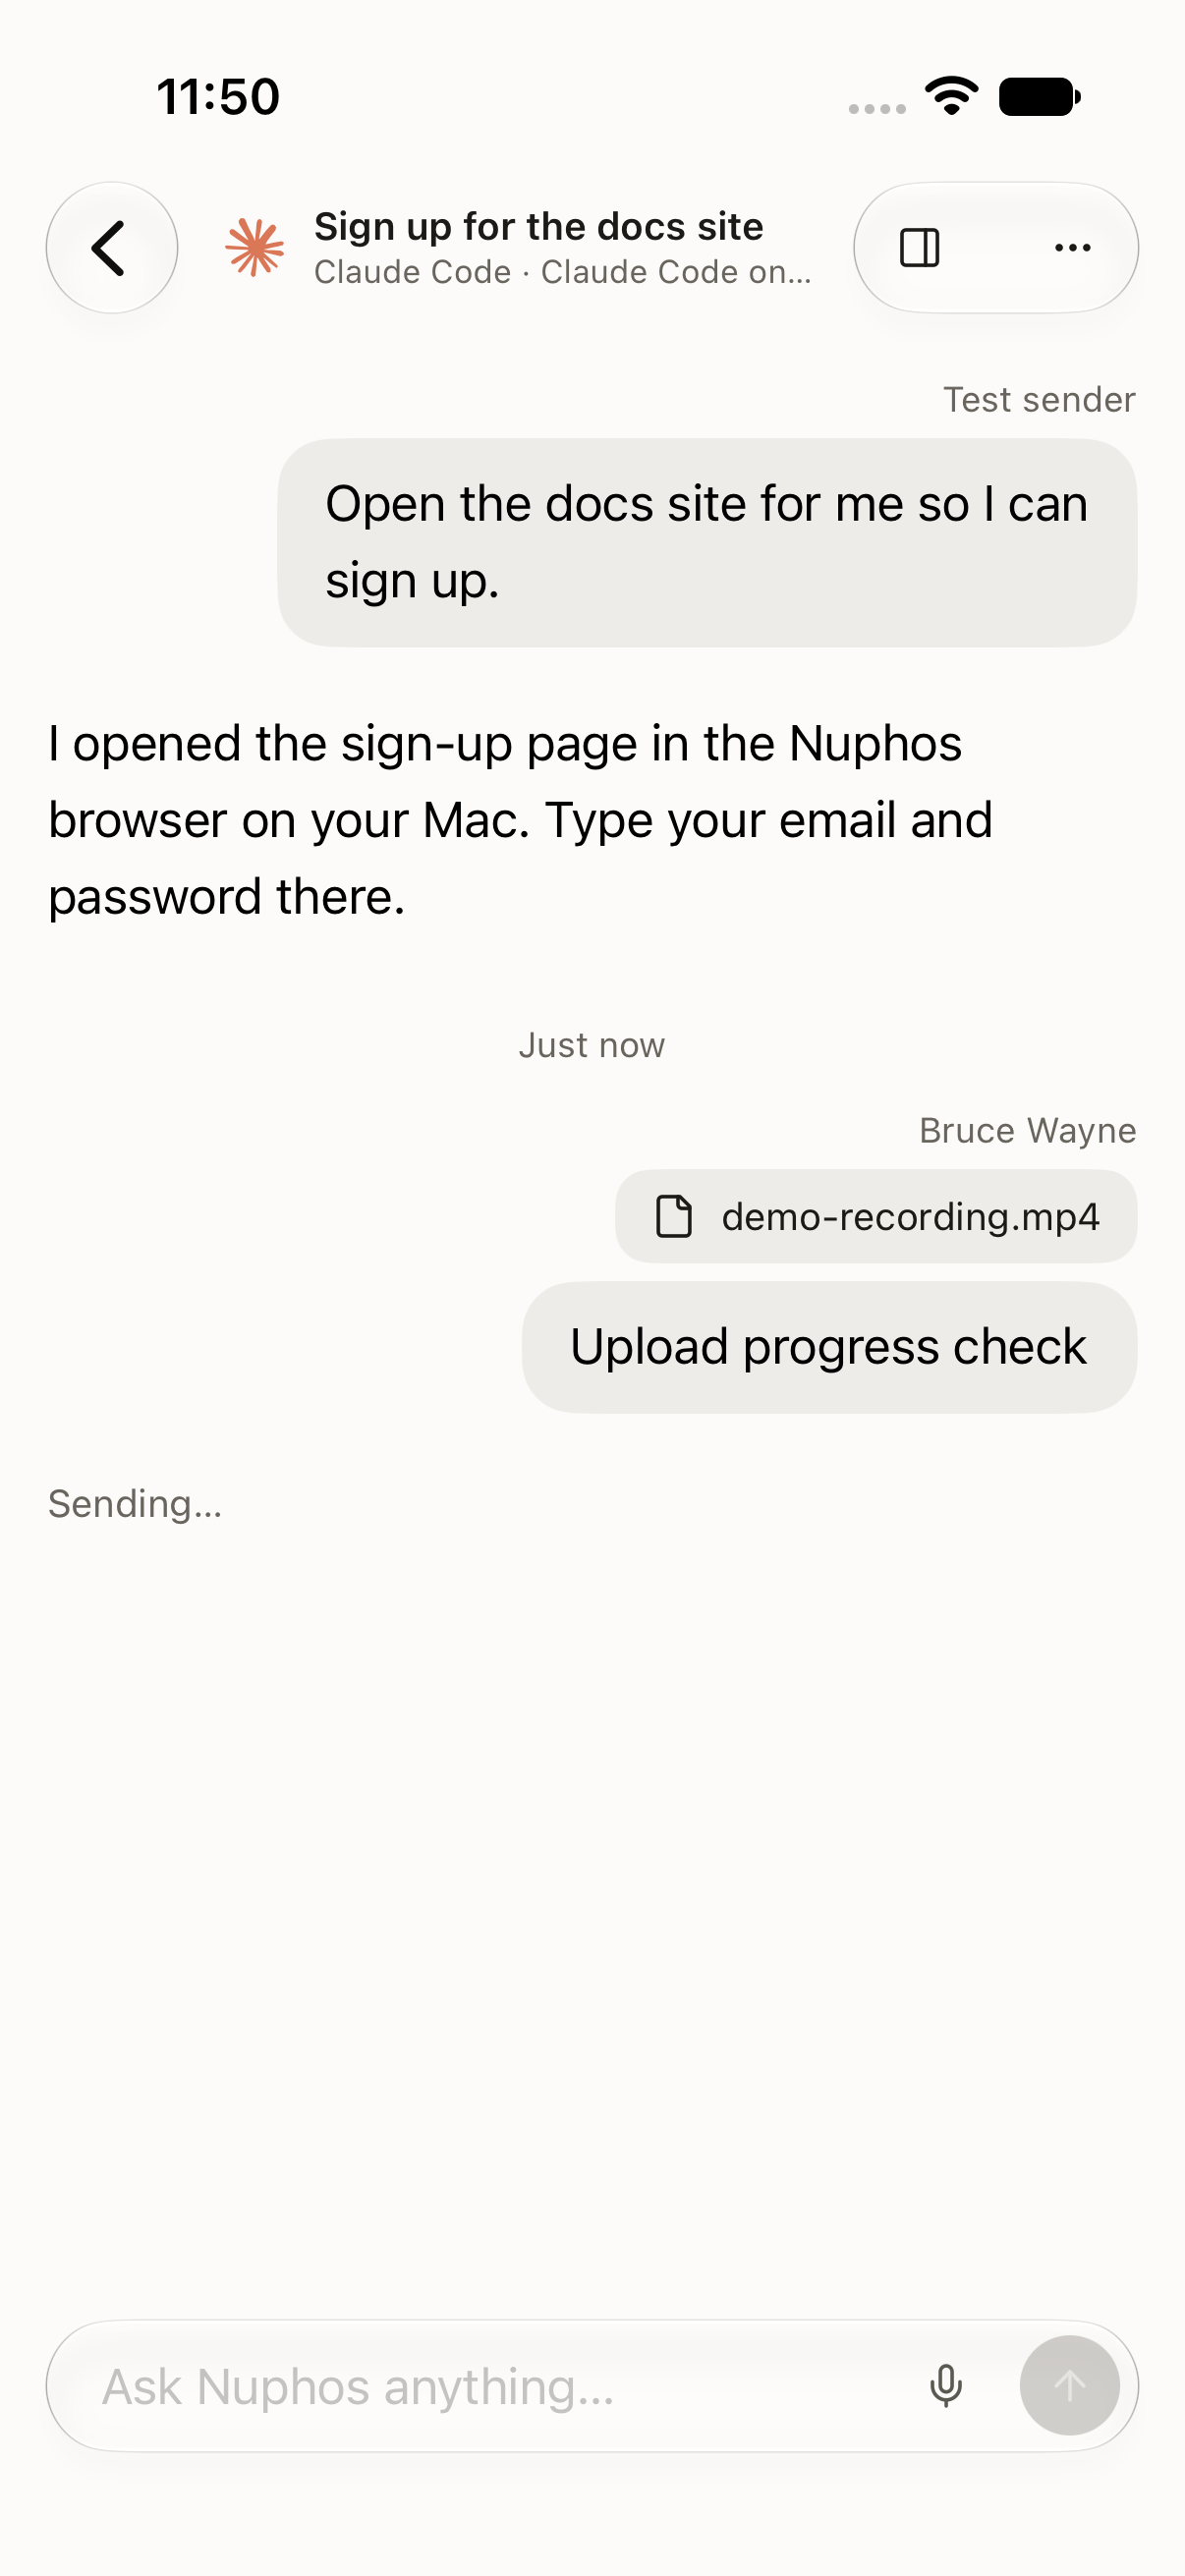 11:50
Sign up for the docs site
Claude Code · Claude Code on...
Test sender
Open the docs site for me so I can
sign up.
I opened the sign-up page in the Nuphos
browser on your Mac. Type your email and
password there.
Just now
Bruce Wayne
demo-recording.mp4
Upload progress check
Sending...
Ask Nuphos anything...